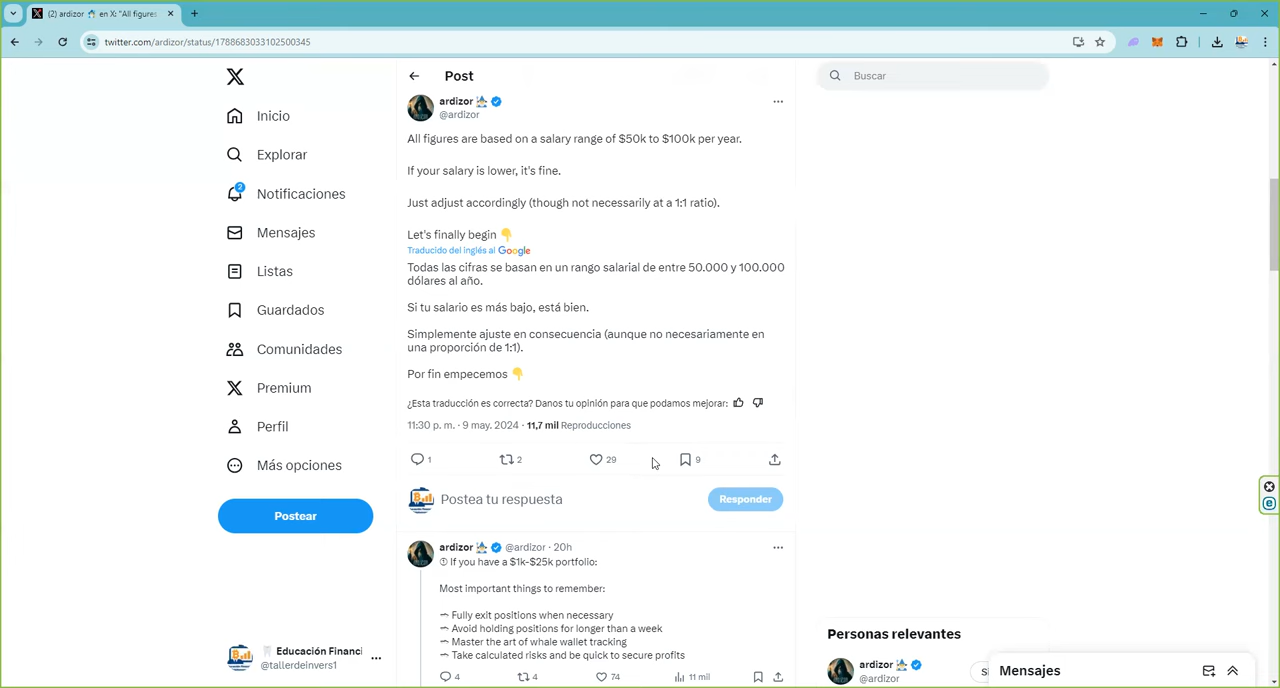 (2) ardizor en X: "All figures
twitter.com/ardizor/status/1788683033102500345
Inicio
Explorar
2
Notificaciones
Mensajes
Listas
Guardados
Comunidades
Premium
Perfil
Más opciones
Postear
Educación Financi
@tallerdeinvers1
Post
ardizor
@ardizor
All figures are based on a salary range of $50k to $100k per year.
If your salary is lower, it's fine.
Just adjust accordingly (though not necessarily at a 1:1 ratio).
Let's finally begin 👇
Traducido del inglés al Google
Todas las cifras se basan en un rango salarial de entre 50.000 y 100.000
dólares al año.
Si tu salario es más bajo, está bien.
Simplemente ajuste en consecuencia (aunque no necesariamente en
una proporción de 1:1).
Por fin empecemos 👇
¿Esta traducción es correcta? Danos tu opinión para que podamos mejorar:
11:30 p. m. · 9 may. 2024 · 11,7 mil Reproducciones
1 2 29 9
Postea tu respuesta
Responder
ardizor @ardizor · 20h
① If you have a $1k-$25k portfolio:
Most important things to remember:
¬ Fully exit positions when necessary
¬ Avoid holding positions for longer than a week
¬ Master the art of whale wallet tracking
¬ Take calculated risks and be quick to secure profits
4 4 74 11 mil
Buscar
Personas relevantes
ardizor
@ardizor
Mensajes